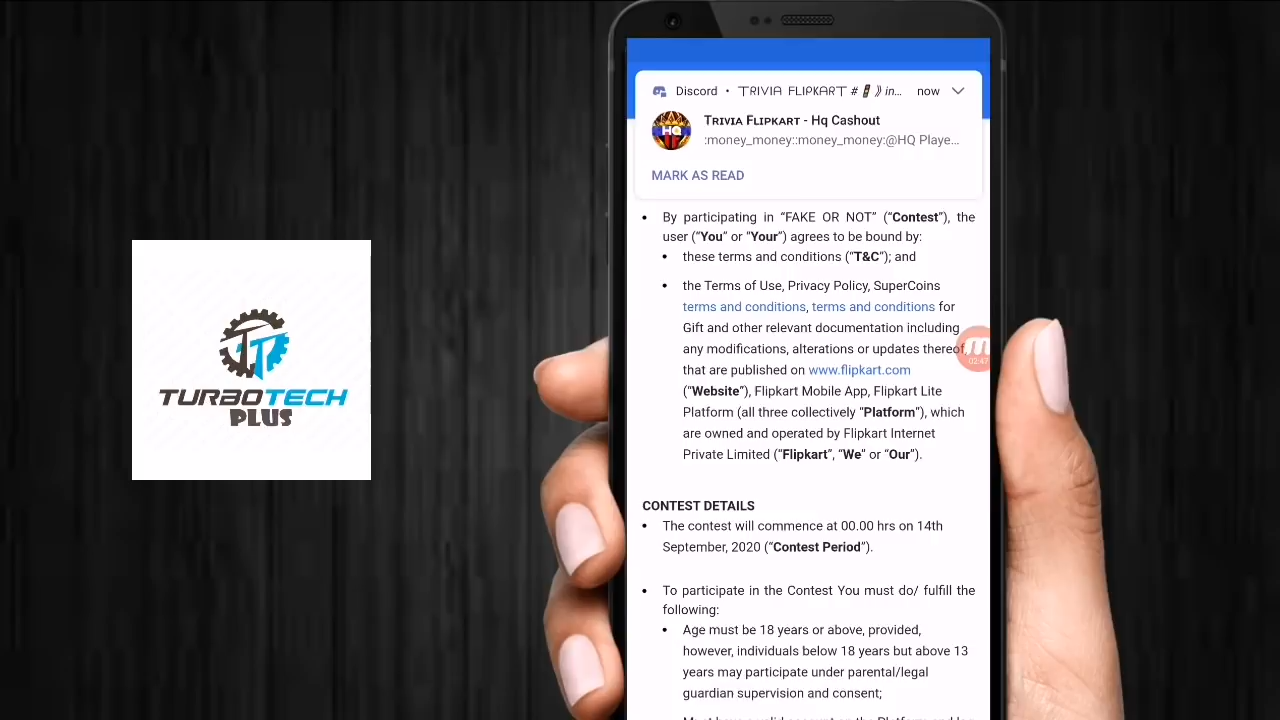 TURBOTECH
PLUS
Discord • TRIVIA FLIPKART # 🚦 ⟫ in... now
HQ
TRIVIA FLIPKART - Hq Cashout
:money_money::money_money:@HQ Playe...
MARK AS READ
• By participating in “FAKE OR NOT” (“Contest”), the
user (“You” or “Your”) agrees to be bound by:
• these terms and conditions (“T&C”); and
• the Terms of Use, Privacy Policy, SuperCoins
terms and conditions, terms and conditions for
Gift and other relevant documentation including
any modifications, alterations or updates thereof,
that are published on www.flipkart.com
(“Website”), Flipkart Mobile App, Flipkart Lite
Platform (all three collectively “Platform”), which
are owned and operated by Flipkart Internet
Private Limited (“Flipkart”, “We” or “Our”).
02:47
CONTEST DETAILS
• The contest will commence at 00.00 hrs on 14th
September, 2020 (“Contest Period”).
• To participate in the Contest You must do/ fulfill the
following:
• Age must be 18 years or above, provided,
however, individuals below 18 years but above 13
years may participate under parental/legal
guardian supervision and consent;